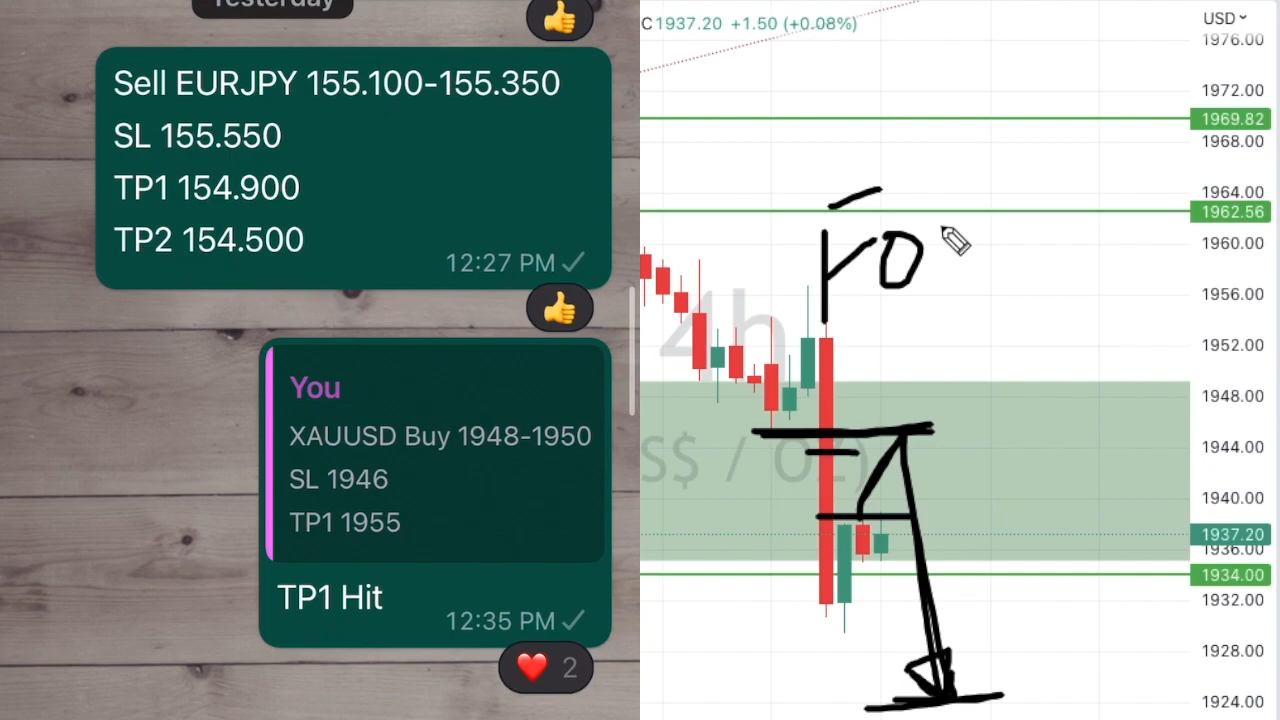 Yesterday
Sell EURJPY 155.100-155.350
SL 155.550
TP1 154.900
TP2 154.500
12:27 PM
You
XAUUSD Buy 1948-1950
SL 1946
TP1 1955
TP1 Hit
12:35 PM
2
C1937.20 +1.50 (+0.08%)
USD
1976.00
1972.00
1969.82
1968.00
1964.00
1962.56
1960.00
1956.00
4h
1952.00
1948.00
1944.00
1940.00
1937.20
1936.00
1934.00
1932.00
1928.00
1924.00